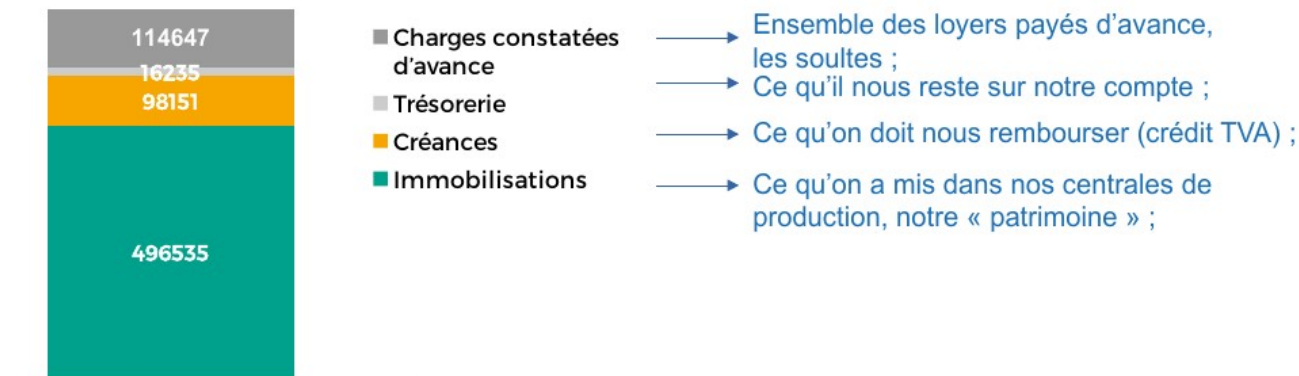 114647
16235
98151
496535
Charges constatées
d'avance
Trésorerie
Créances
Immobilisations
Ensemble des loyers payés d'avance,
les soultes ;
Ce qu'il nous reste sur notre compte ;
Ce qu'on doit nous rembourser (crédit TVA) ;
Ce qu'on a mis dans nos centrales de
production, notre « patrimoine » ;